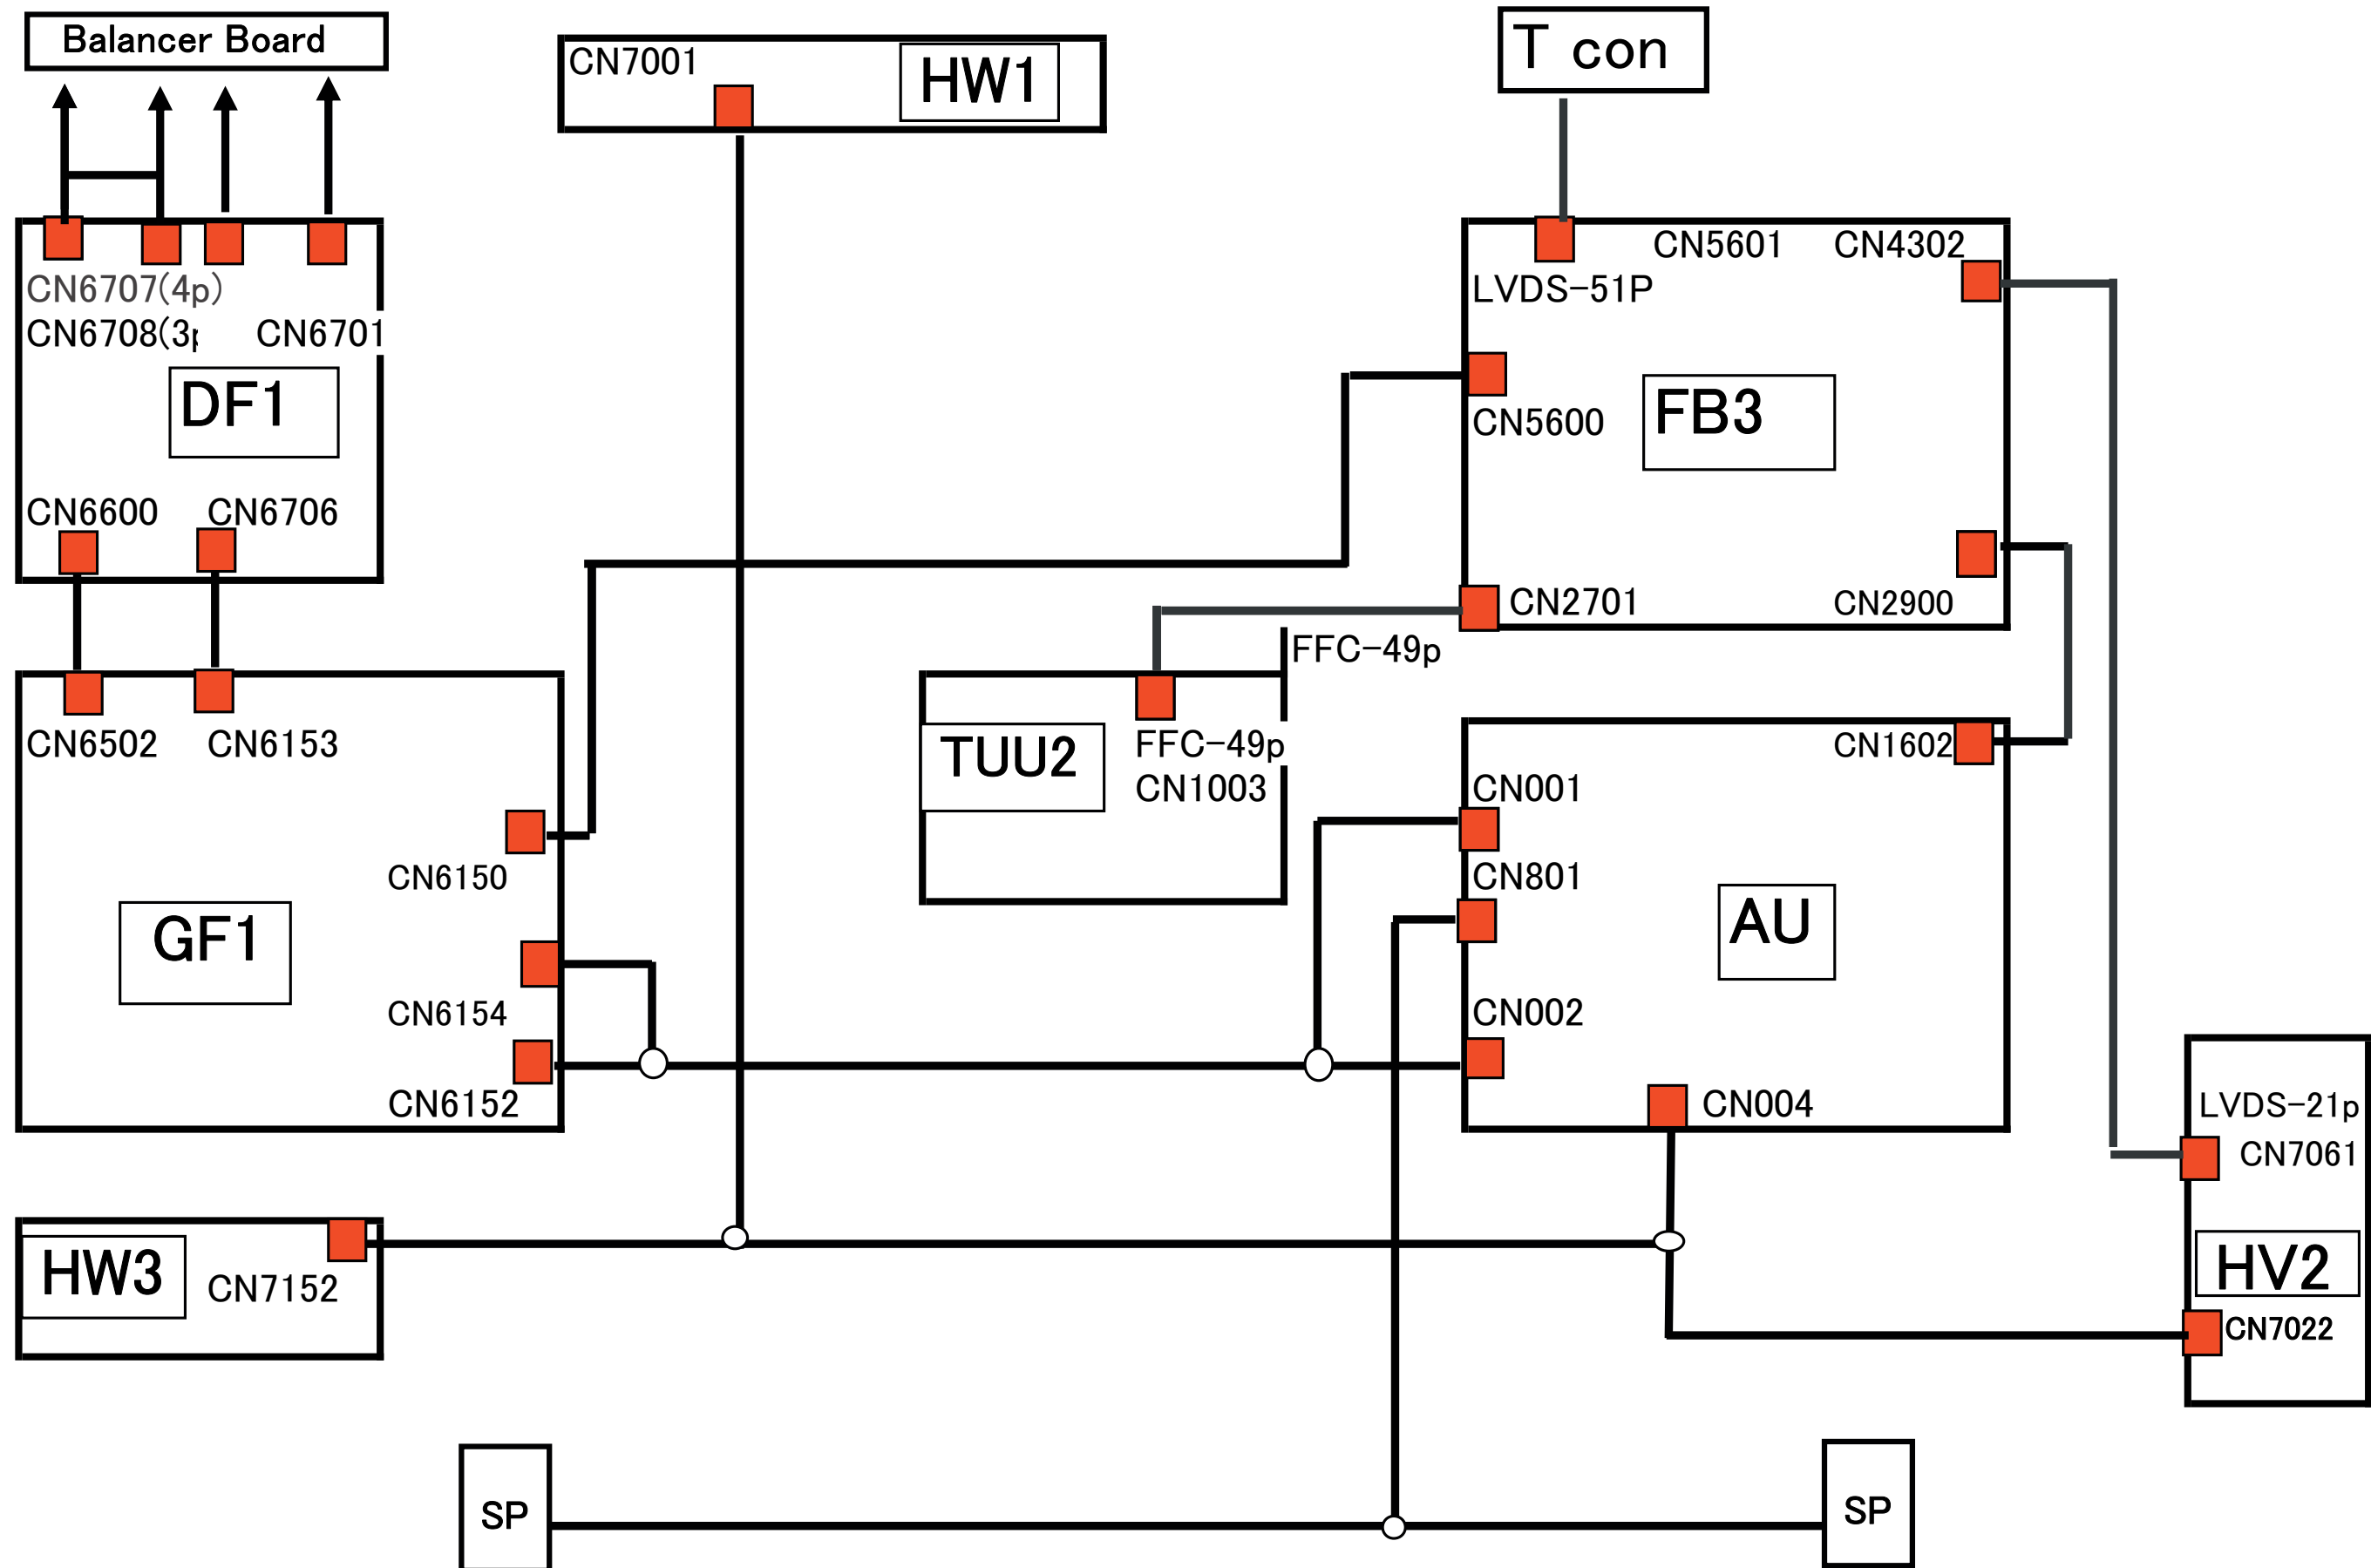 Balancer Board
CN7001
HW1
T con
CN6707(4p)
CN6708(3p
CN6701
DF1
CN6600
CN6706
CN5601
CN4302
LVDS-51P
CN5600
FB3
CN2701
CN2900
FFC-49p
CN6502
CN6153
CN6150
GF1
CN6154
CN6152
TUU2
FFC-49p
CN1003
CN1602
CN001
CN801
AU
CN002
CN004
LVDS-21p
CN7061
HV2
CN7022
HW3
CN7152
SP
SP